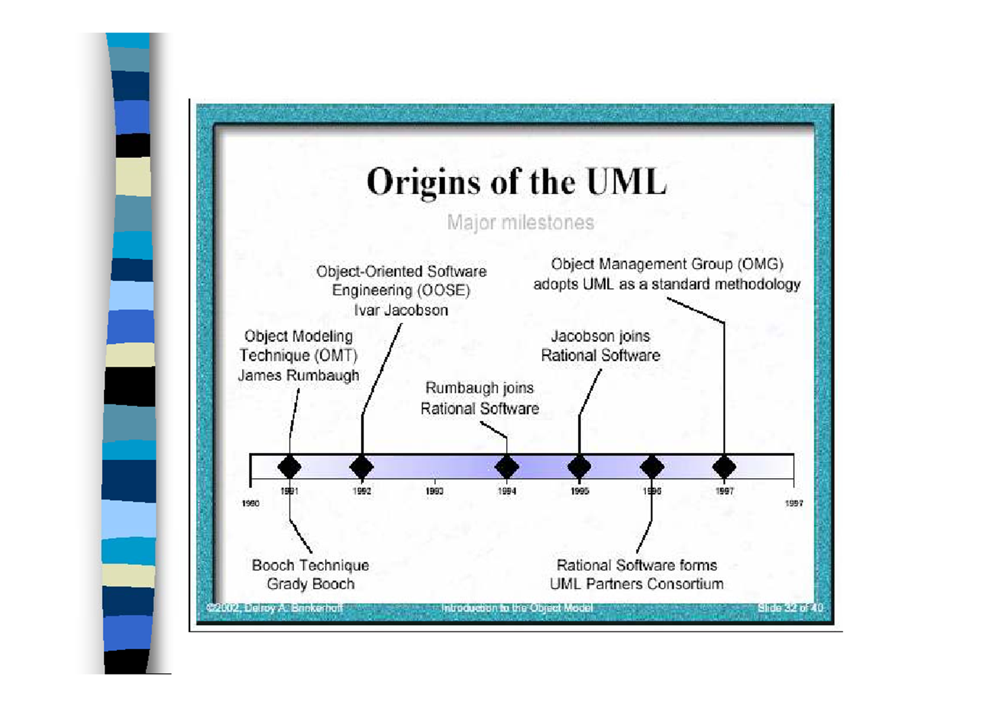 Origins of the UML
Major milestones
Object-Oriented Software
Engineering (OOSE)
Ivar Jacobson
Object Management Group (OMG)
adopts UML as a standard methodology
Object Modeling
Technique (OMT)
James Rumbaugh
Jacobson joins
Rational Software
Rumbaugh joins
Rational Software
1991 1992 1993 1994 1995 1996 1997
1990 1997
Booch Technique
Grady Booch
Rational Software forms
UML Partners Consortium
©2002, Delroy A. Brinkerhoff Introduction to the Object Model Slide 32 of 40